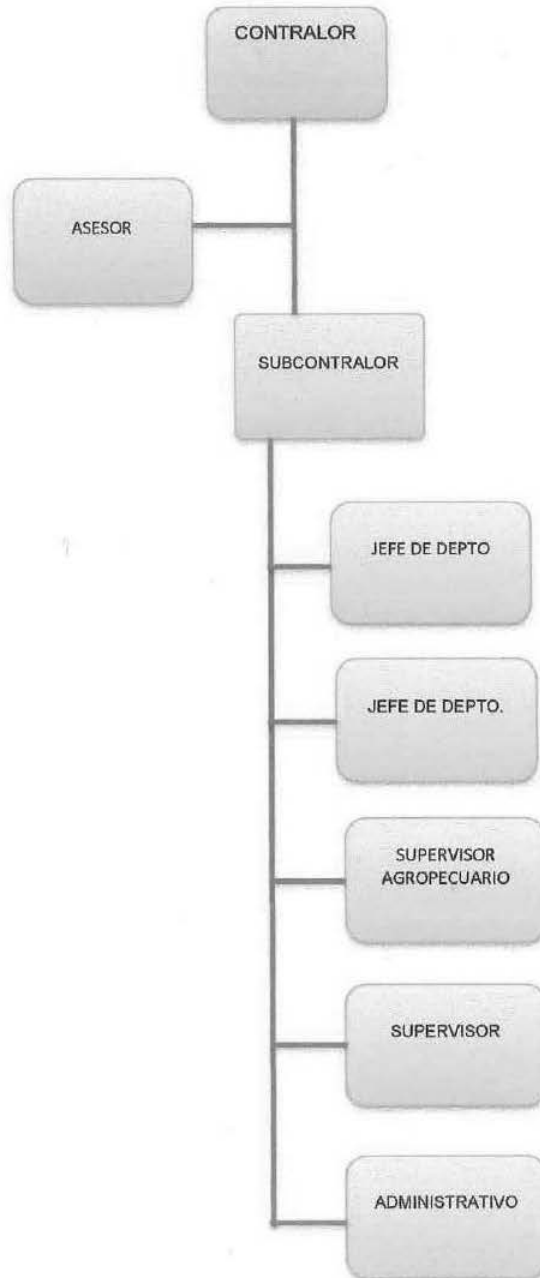 CONTRALOR
ASESOR
SUBCONTRALOR
JEFE DE DEPTO
JEFE DE DEPTO.
SUPERVISOR
AGROPECUARIO
SUPERVISOR
ADMINISTRATIVO